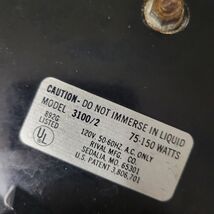 CAUTION-DO NOT IMMERSE IN LIQUID
MODEL 3100/2 75-150 WATTS
892G
LISTED
UL
120V 50-60HZ A.C. ONLY
RIVAL MFG. CO.
SEDALIA, MO. 65301
U.S. PATENT 3,806,701